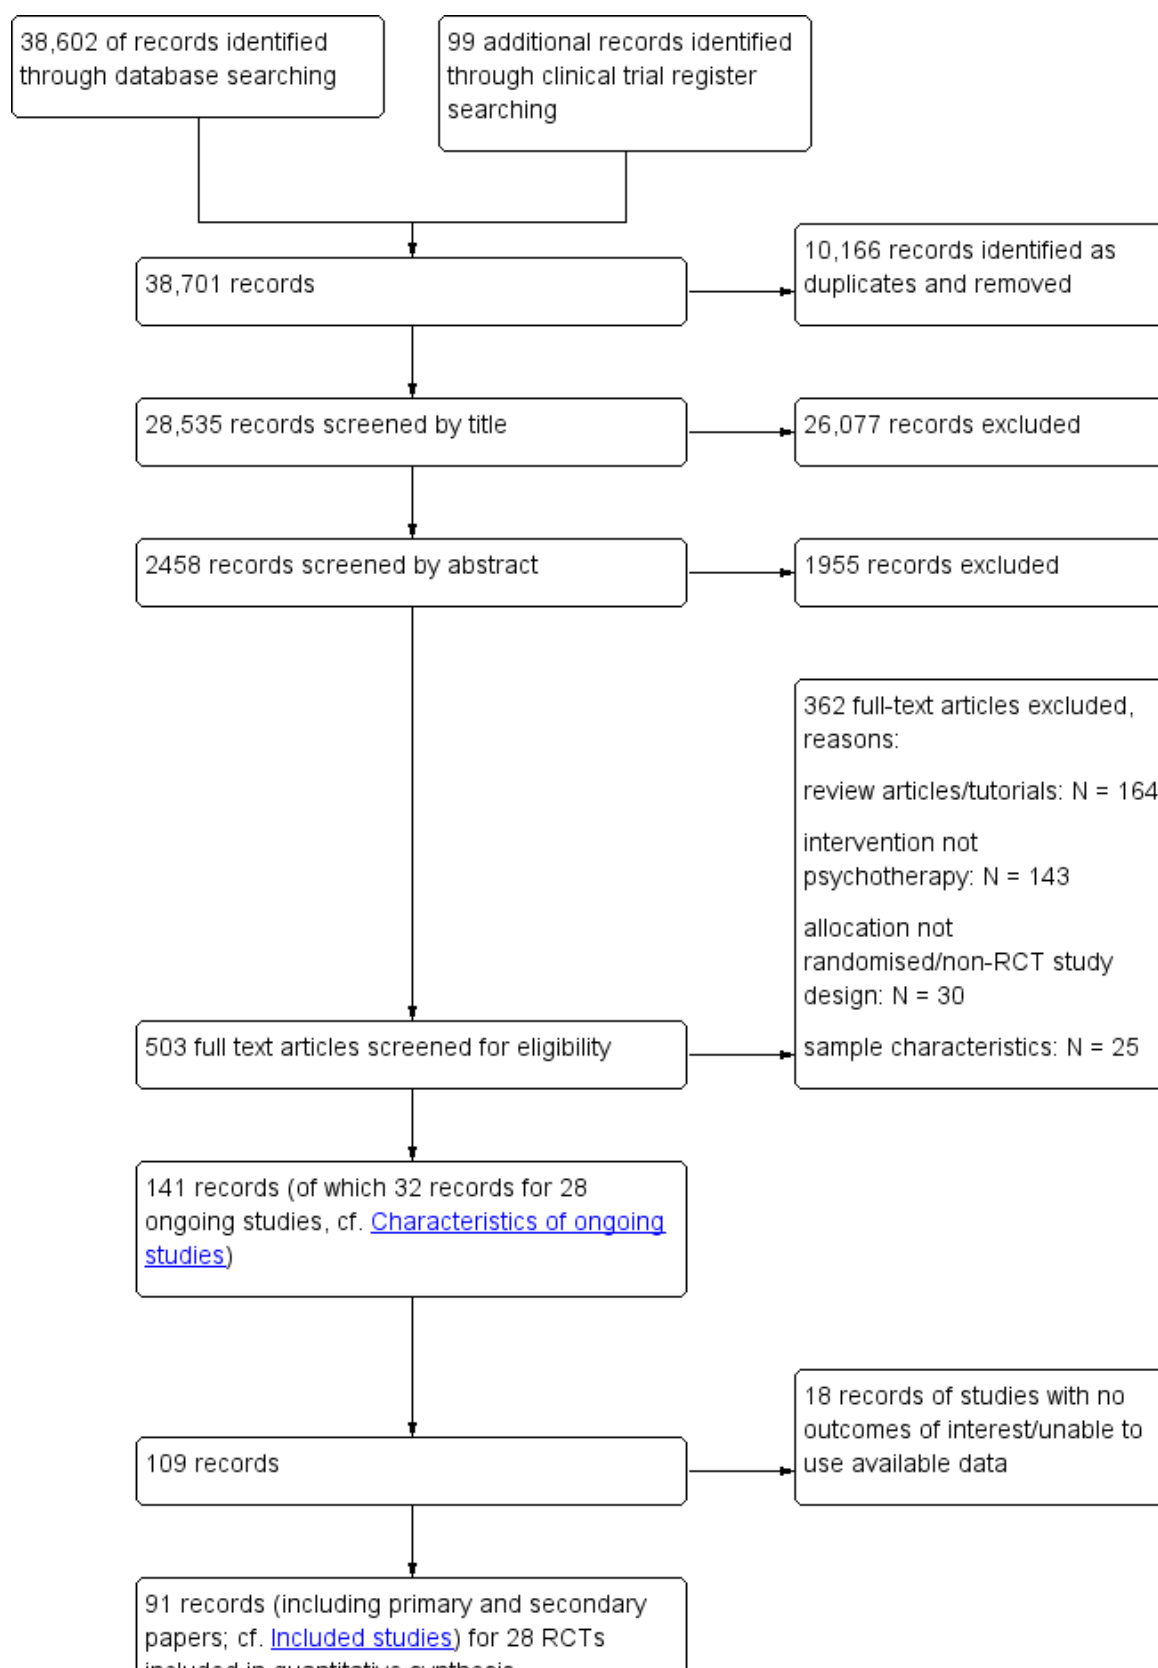 38,602 of records identified
through database searching
99 additional records identified
through clinical trial register
searching
38,701 records
10,166 records identified as
duplicates and removed
28,535 records screened by title
26,077 records excluded
2458 records screened by abstract
1955 records excluded
362 full-text articles excluded,
reasons:
review articles/tutorials: N = 164
intervention not
psychotherapy: N = 143
allocation not
randomised/non-RCT study
design: N = 30
sample characteristics: N = 25
503 full text articles screened for eligibility
141 records (of which 32 records for 28
ongoing studies, cf. Characteristics of ongoing
studies)
18 records of studies with no
outcomes of interest/unable to
use available data
109 records
91 records (including primary and secondary
papers; cf. Included studies) for 28 RCTs
included in quantitative synthesis